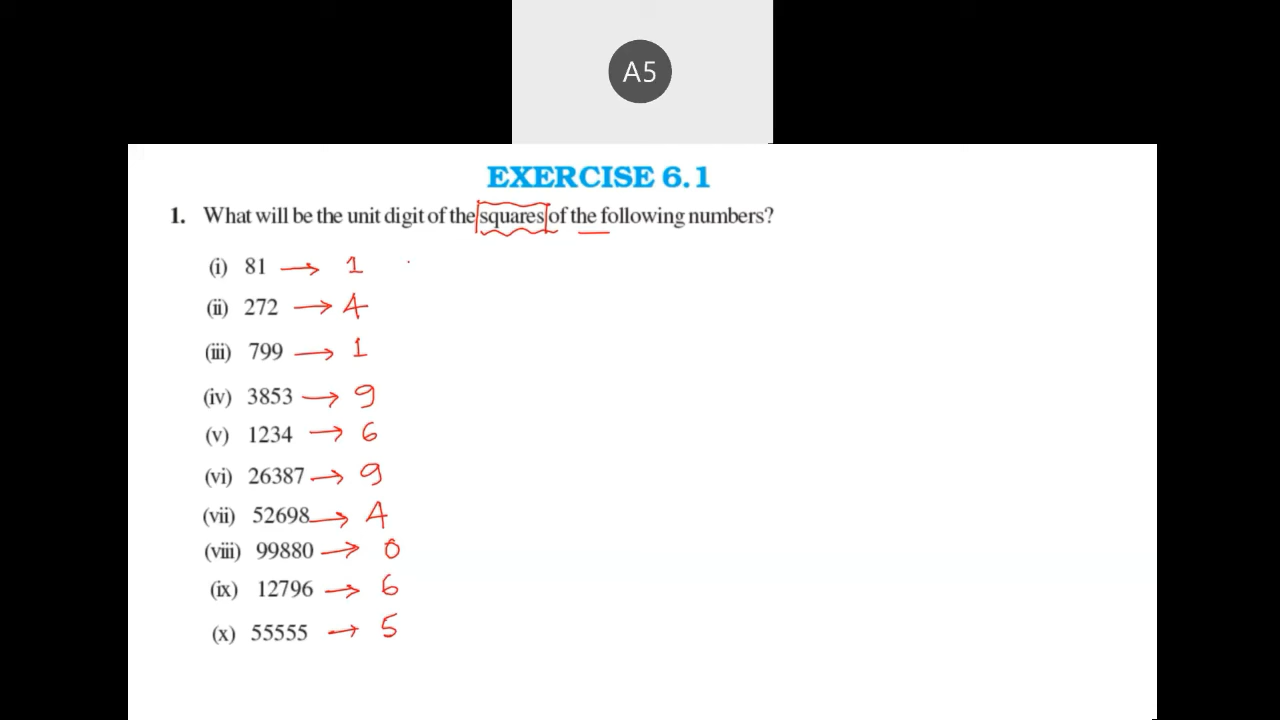 A5
EXERCISE 6.1
1. What will be the unit digit of the squares of the following numbers?
(i) 81 → 1
(ii) 272 → 4
(iii) 799 → 1
(iv) 3853 → 9
(v) 1234 → 6
(vi) 26387 → 9
(vii) 52698 → 4
(viii) 99880 → 0
(ix) 12796 → 6
(x) 55555 → 5